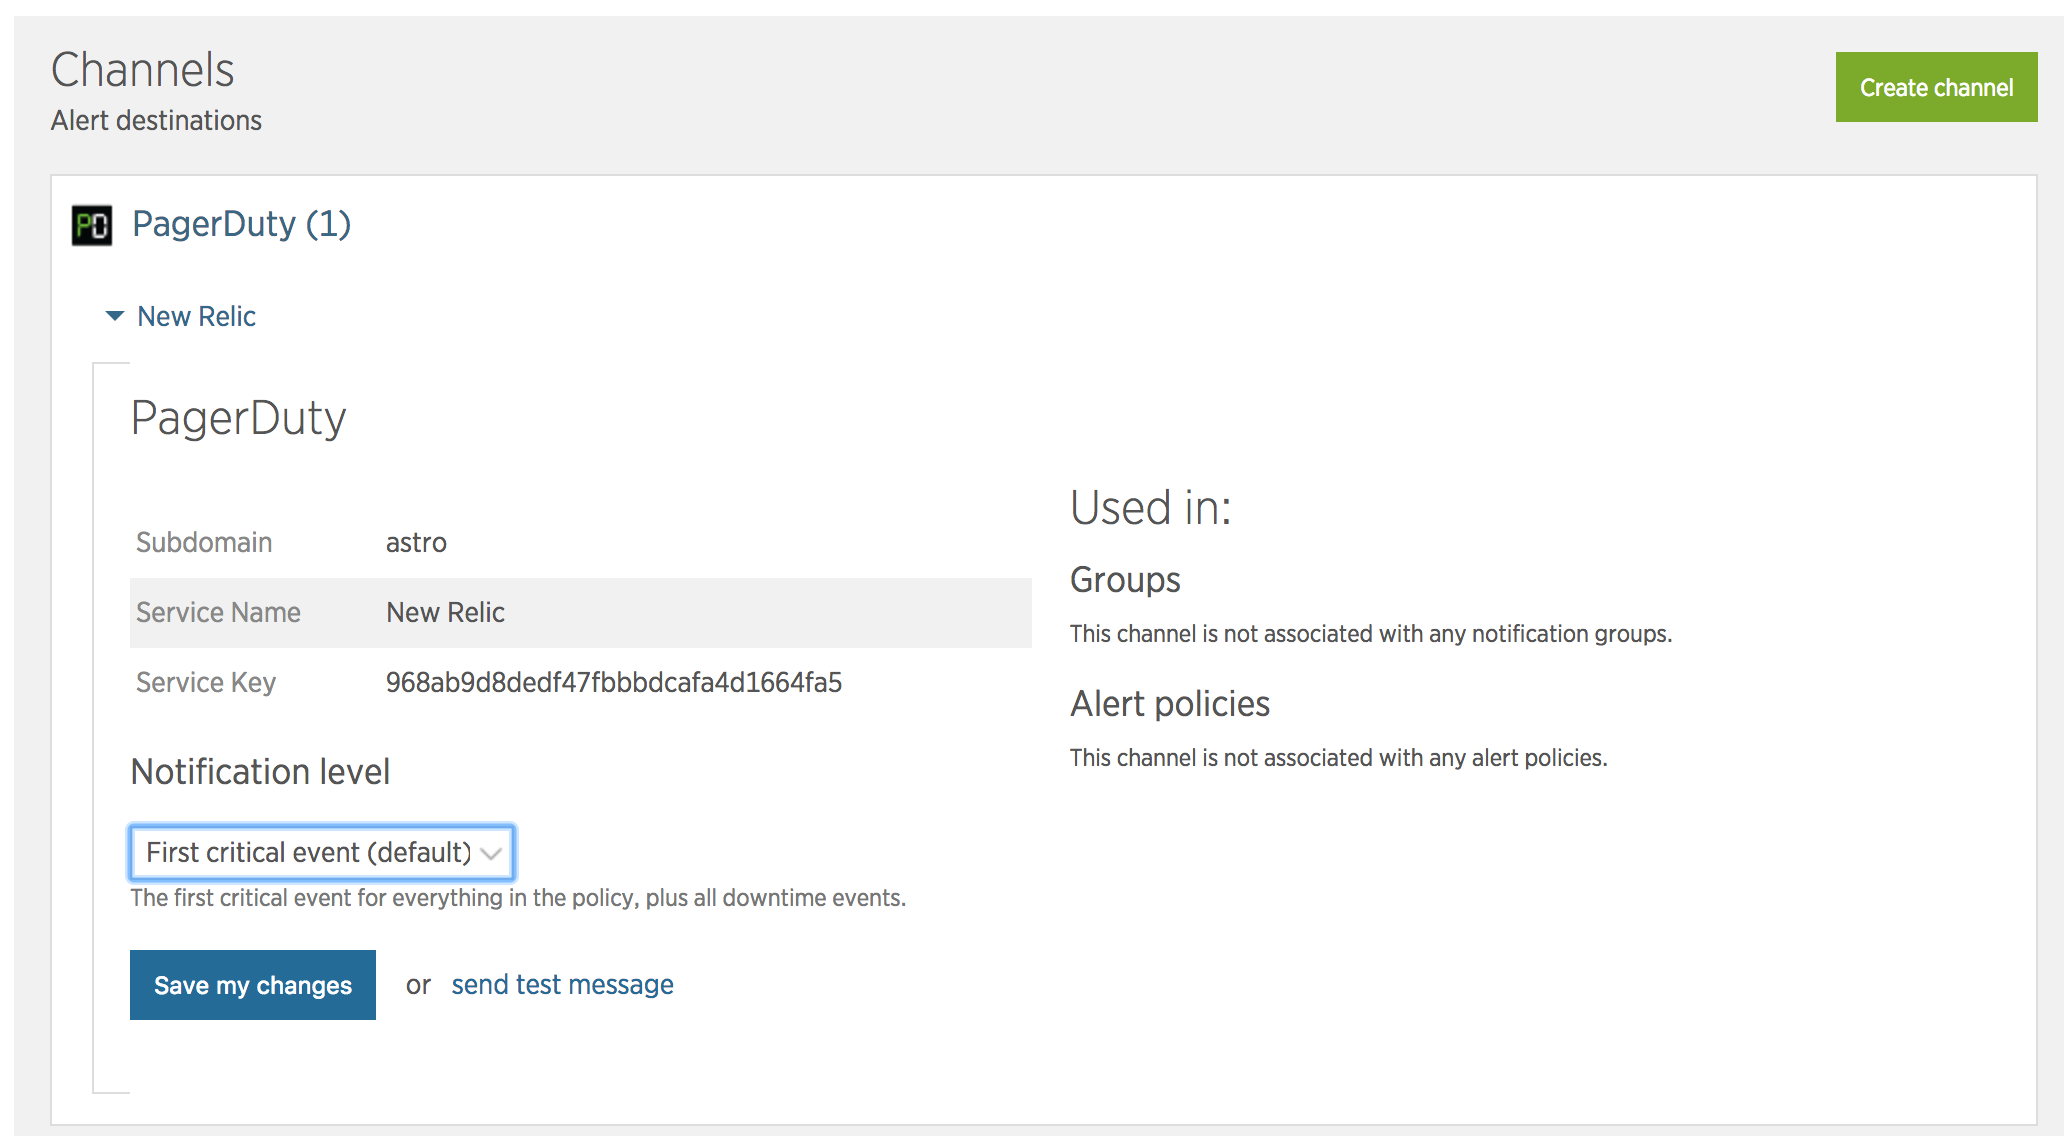 Channels
Create channel
Alert destinations
PD PagerDuty (1)
New Relic
PagerDuty
Subdomain astro
Service Name New Relic
Service Key 968ab9d8dedf47fbbbdcafa4d1664fa5
Notification level
First critical event (default)
The first critical event for everything in the policy, plus all downtime events.
Save my changes or send test message
Used in:
Groups
This channel is not associated with any notification groups.
Alert policies
This channel is not associated with any alert policies.